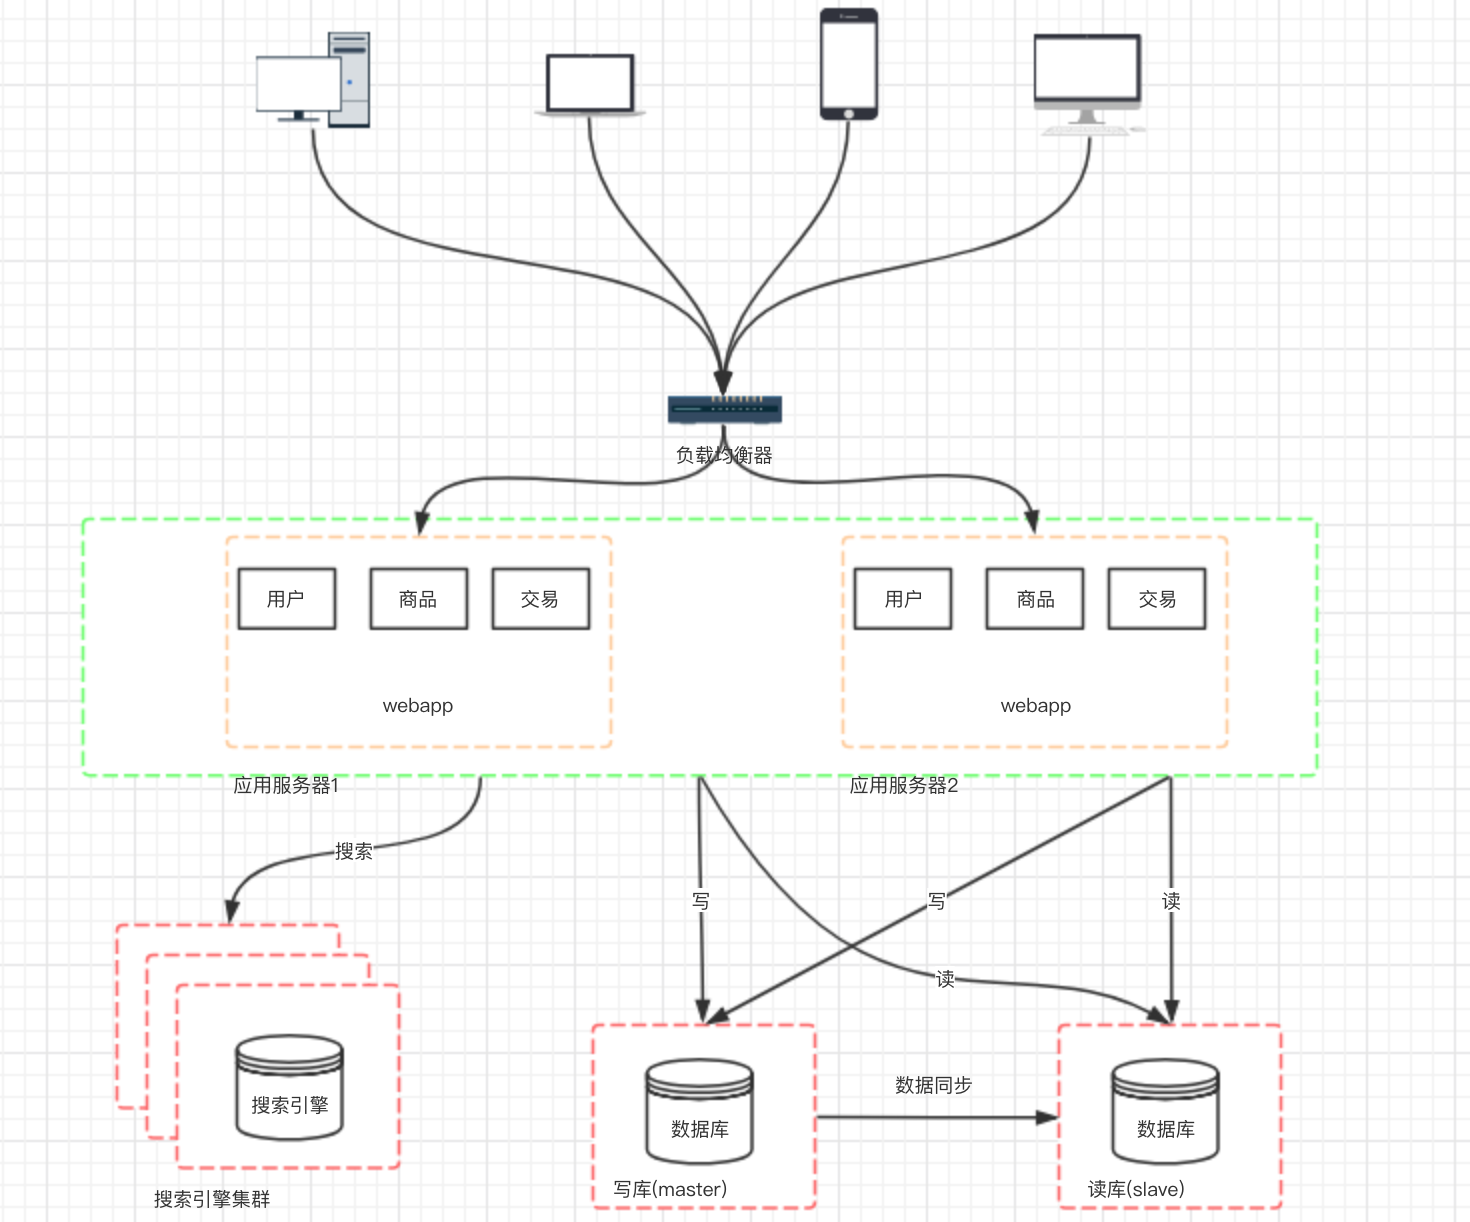 负载均衡器
用户
商品
交易
用户
商品
交易
webapp
webapp
应用服务器1
应用服务器2
搜索
写
写
读
读
搜索引擎
数据同步
数据库
数据库
写库(master)
读库(slave)
搜索引擎集群